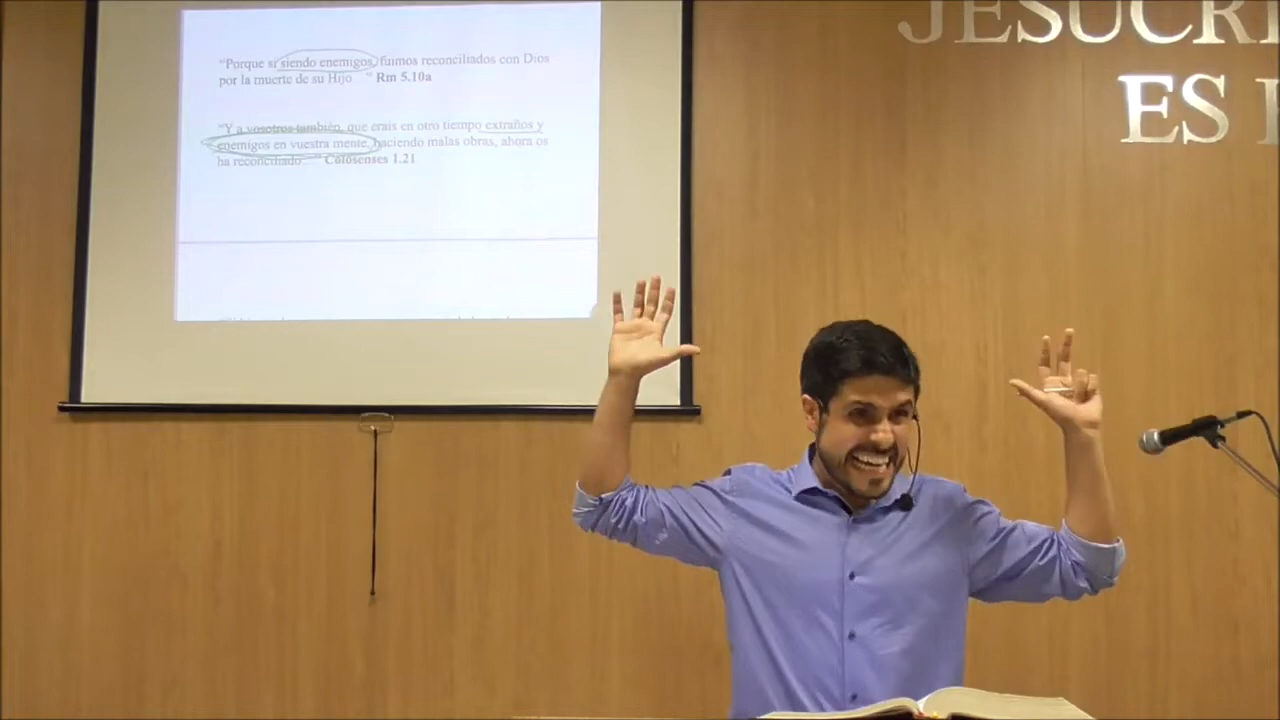 JESUCRI
ES
"Porque si siendo enemigos, fuimos reconciliados con Dios
por la muerte de su Hijo " Rm 5.10a
"Y a vosotros también, que erais en otro tiempo extraños y
enemigos en vuestra mente, haciendo malas obras, ahora os
ha reconciliado " Colosenses 1.21